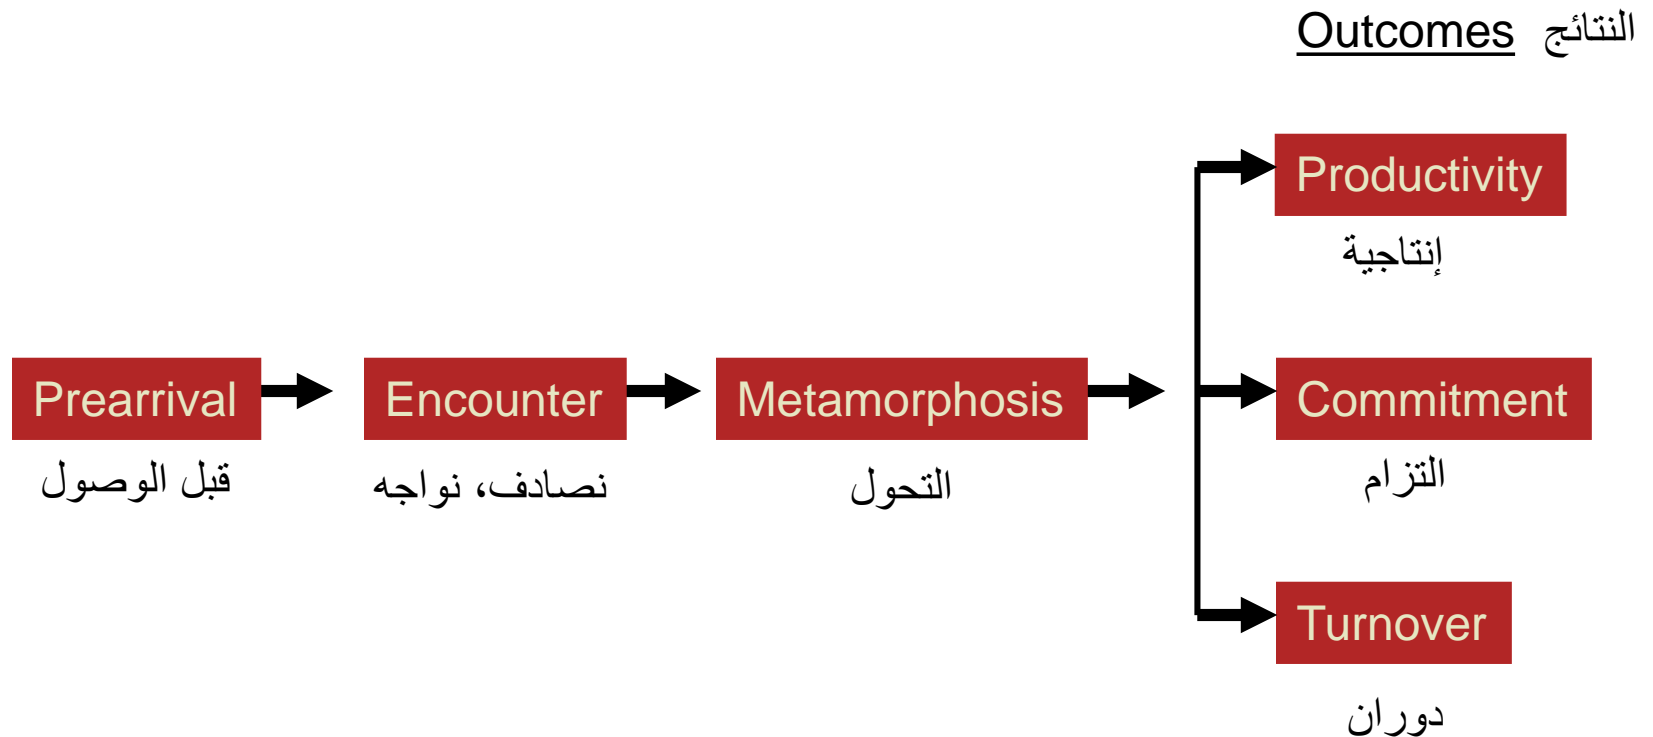 Outcomes النتائج
Productivity
إنتاجية
Prearrival
قبل الوصول
Encounter
نصادف، نواجه
Metamorphosis
التحول
Commitment
التزام
Turnover
دوران